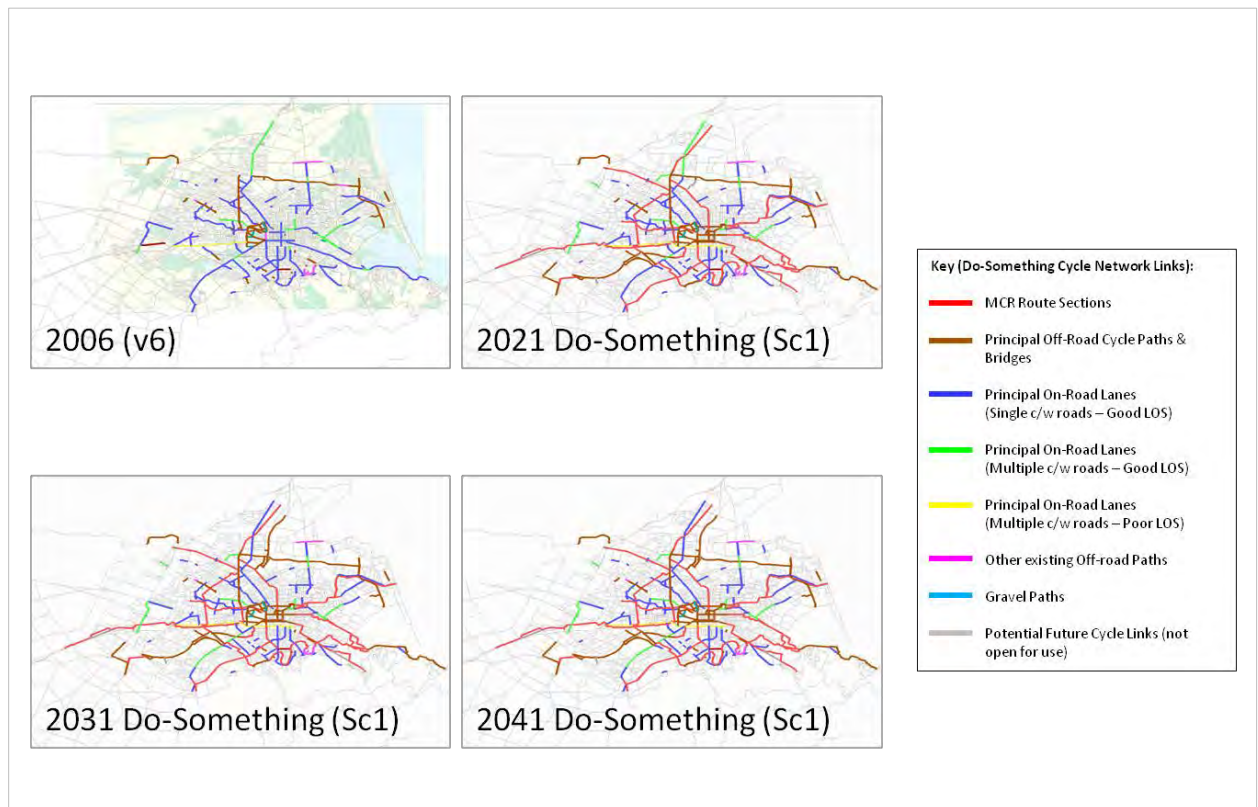 2006 (v6)
2021 Do-Something (Sc1)
2031 Do-Something (Sc1)
2041 Do-Something (Sc1)
Key (Do-Something Cycle Network Links):
MCR Route Sections
Principal Off-Road Cycle Paths &
Bridges
Principal On-Road Lanes
(Single c/w roads – Good LOS)
Principal On-Road Lanes
(Multiple c/w roads – Good LOS)
Principal On-Road Lanes
(Multiple c/w roads – Poor LOS)
Other existing Off-road Paths
Gravel Paths
Potential Future Cycle Links (not
open for use)